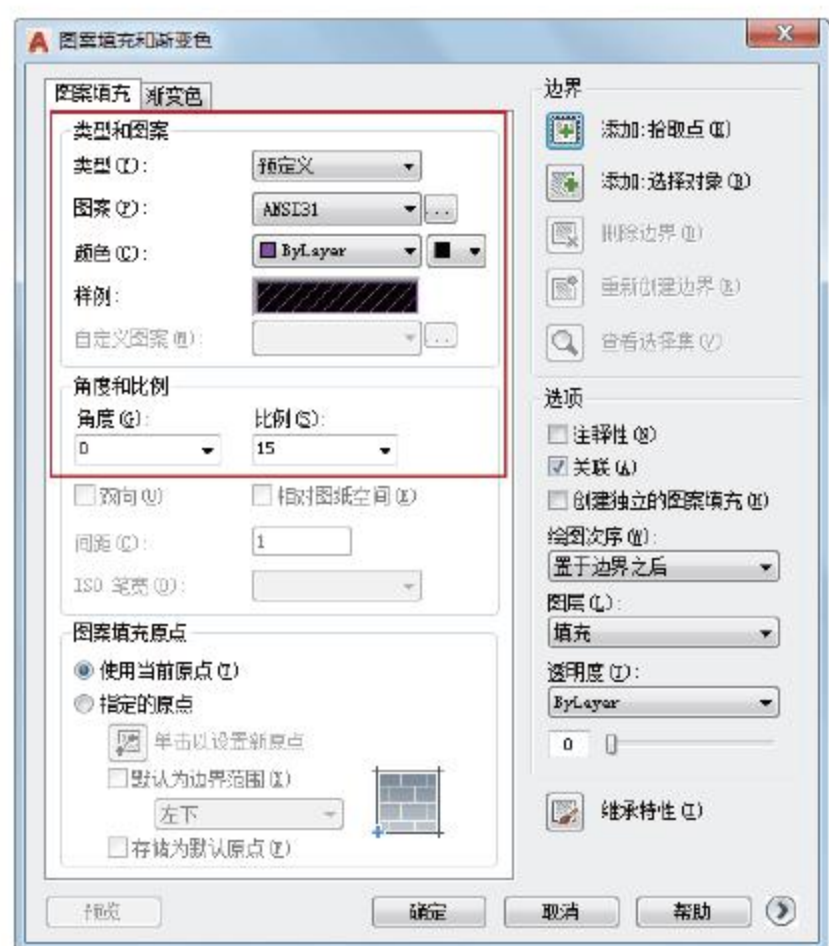 图案填充和渐变色
图案填充 渐变色
类型和图案
类型(Y): 预定义
图案(P): ANSI31 ...
颜色(C): ByLayer
样例:
自定义图案(M): ...
角度和比例
角度(G): 比例(S):
0 15
双向(U) 相对图纸空间(E)
间距(C): 1
ISO 笔宽(O):
图案填充原点
使用当前原点(T)
指定的原点
单击以设置新原点
默认为边界范围(X)
左下
存储为默认原点(F)
预览
边界
添加:拾取点(K)
添加:选择对象(B)
删除边界(D)
重新创建边界(R)
查看选择集(V)
选项
注释性(N)
关联(A)
创建独立的图案填充(H)
绘图次序(W):
置于边界之后
图层(L):
填充
透明度(T):
ByLayer
0
继承特性(I)
确定 取消 帮助